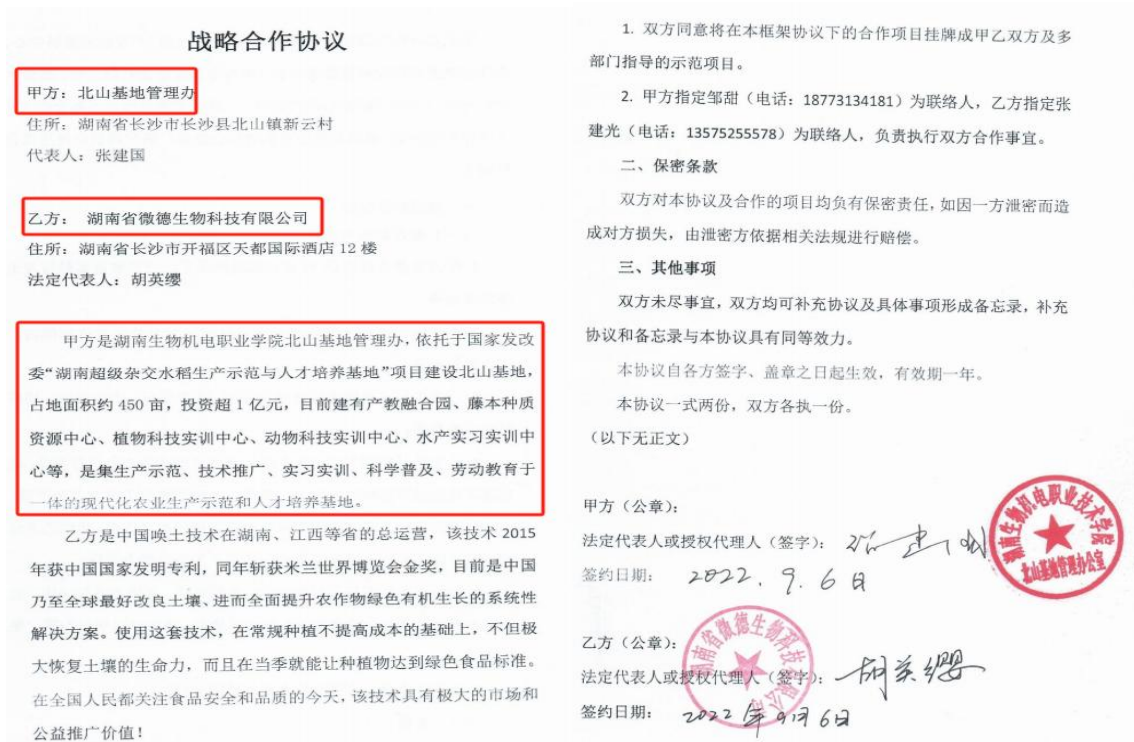 战略合作协议
甲方：北山基地管理办
住所：湖南省长沙市长沙县北山镇新云村
代表人：张建国
乙方： 湖南省微德生物科技有限公司
住所：湖南省长沙市开福区天都国际酒店 12 楼
法定代表人：胡英缨
甲方是湖南生物机电职业学院北山基地管理办，依托于国家发改
委“湖南超级杂交水稻生产示范与人才培养基地”项目建设北山基地，
占地面积约 450 亩，投资超 1 亿元，目前建有产教融合园、藤本种质
资源中心、植物科技实训中心、动物科技实训中心、水产实习实训中
心等，是集生产示范、技术推广、实习实训、科学普及、劳动教育于
一体的现代化农业生产示范和人才培养基地。
乙方是中国唤土技术在湖南、江西等省的总运营，该技术 2015
年获中国国家发明专利，同年斩获米兰世界博览会金奖，目前是中国
乃至全球最好改良土壤、进而全面提升农作物绿色有机生长的系统性
解决方案。使用这套技术，在常规种植不提高成本的基础上，不但极
大恢复土壤的生命力，而且在当季就能让种植物达到绿色食品标准。
在全国人民都关注食品安全和品质的今天，该技术具有极大的市场和
公益推广价值！
1. 双方同意将在本框架协议下的合作项目挂牌成甲乙双方及多
部门指导的示范项目。
2. 甲方指定邹甜（电话：18773134181）为联络人，乙方指定张
建光（电话：13575255578）为联络人，负责执行双方合作事宜。
二、保密条款
双方对本协议及合作的项目均负有保密责任，如因一方泄密而造
成对方损失，由泄密方依据相关法规进行赔偿。
三、其他事项
双方未尽事宜，双方均可补充协议及具体事项形成备忘录，补充
协议和备忘录与本协议具有同等效力。
本协议自各方签字、盖章之日起生效，有效期一年。
本协议一式两份，双方各执一份。
（以下无正文）
甲方（公章）：
法定代表人或授权代理人（签字）：张建国
签约日期： 2022．9．6日
湖南生物机电职业技术学院
北山基地管理办公室
乙方（公章）：
法定代表人或授权代理人（签字）：胡英缨
签约日期： 2022年9月6日
湖南省微德生物科技有限公司